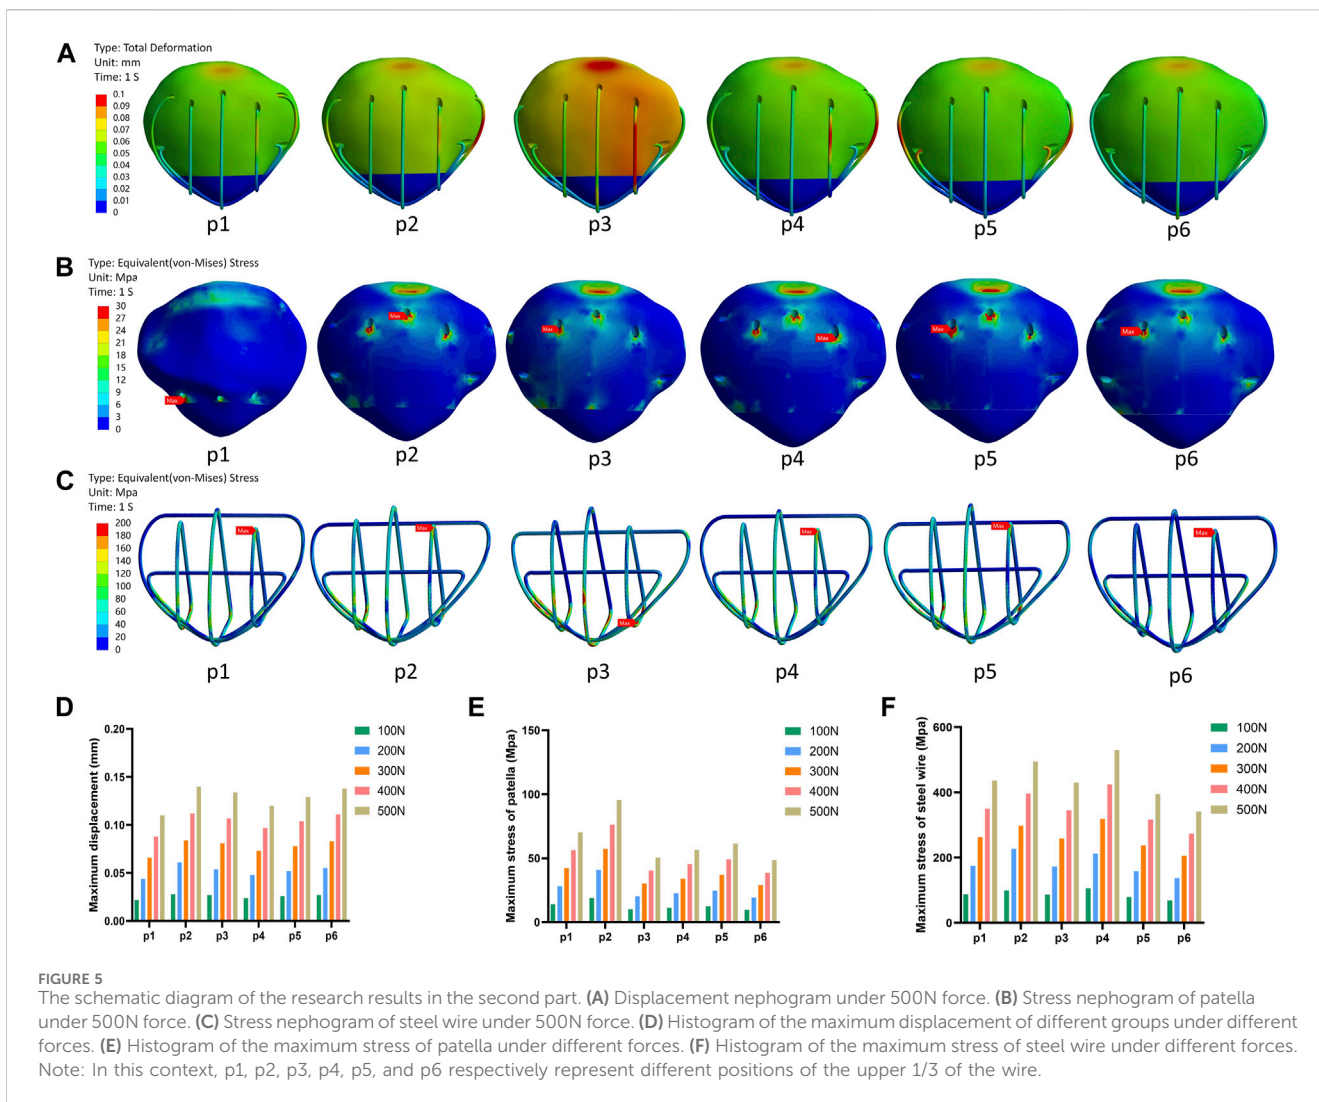 A
Type: Total Deformation
Unit: mm
Time: 1 S
0.1
0.09
0.08
0.07
0.06
0.05
0.04
0.03
0.02
0.01
0
p1
p2
p3
p4
p5
p6
B
Type: Equivalent(von-Mises) Stress
Unit: Mpa
Time: 1 S
30
27
24
21
18
15
12
9
6
3
0
Max
Max
Max
Max
Max
Max
p1
p2
p3
p4
p5
p6
C
Type: Equivalent(von-Mises) Stress
Unit: Mpa
Time: 1 S
200
180
160
140
120
100
80
60
40
20
0
Max
Max
Max
Max
Max
Max
p1
p2
p3
p4
p5
p6
D
Maximum displacement (mm)
0.20
0.15
0.10
0.05
0.00
p1 p2 p3 p4 p5 p6
100N
200N
300N
400N
500N
E
Maximum stress of patella (Mpa)
150
100
50
0
p1 p2 p3 p4 p5 p6
100N
200N
300N
400N
500N
F
Maximum stress of steel wire (Mpa)
600
400
200
0
p1 p2 p3 p4 p5 p6
100N
200N
300N
400N
500N
FIGURE 5
The schematic diagram of the research results in the second part. (A) Displacement nephogram under 500N force. (B) Stress nephogram of patella
under 500N force. (C) Stress nephogram of steel wire under 500N force. (D) Histogram of the maximum displacement of different groups under different
forces. (E) Histogram of the maximum stress of patella under different forces. (F) Histogram of the maximum stress of steel wire under different forces.
Note: In this context, p1, p2, p3, p4, p5, and p6 respectively represent different positions of the upper 1/3 of the wire.